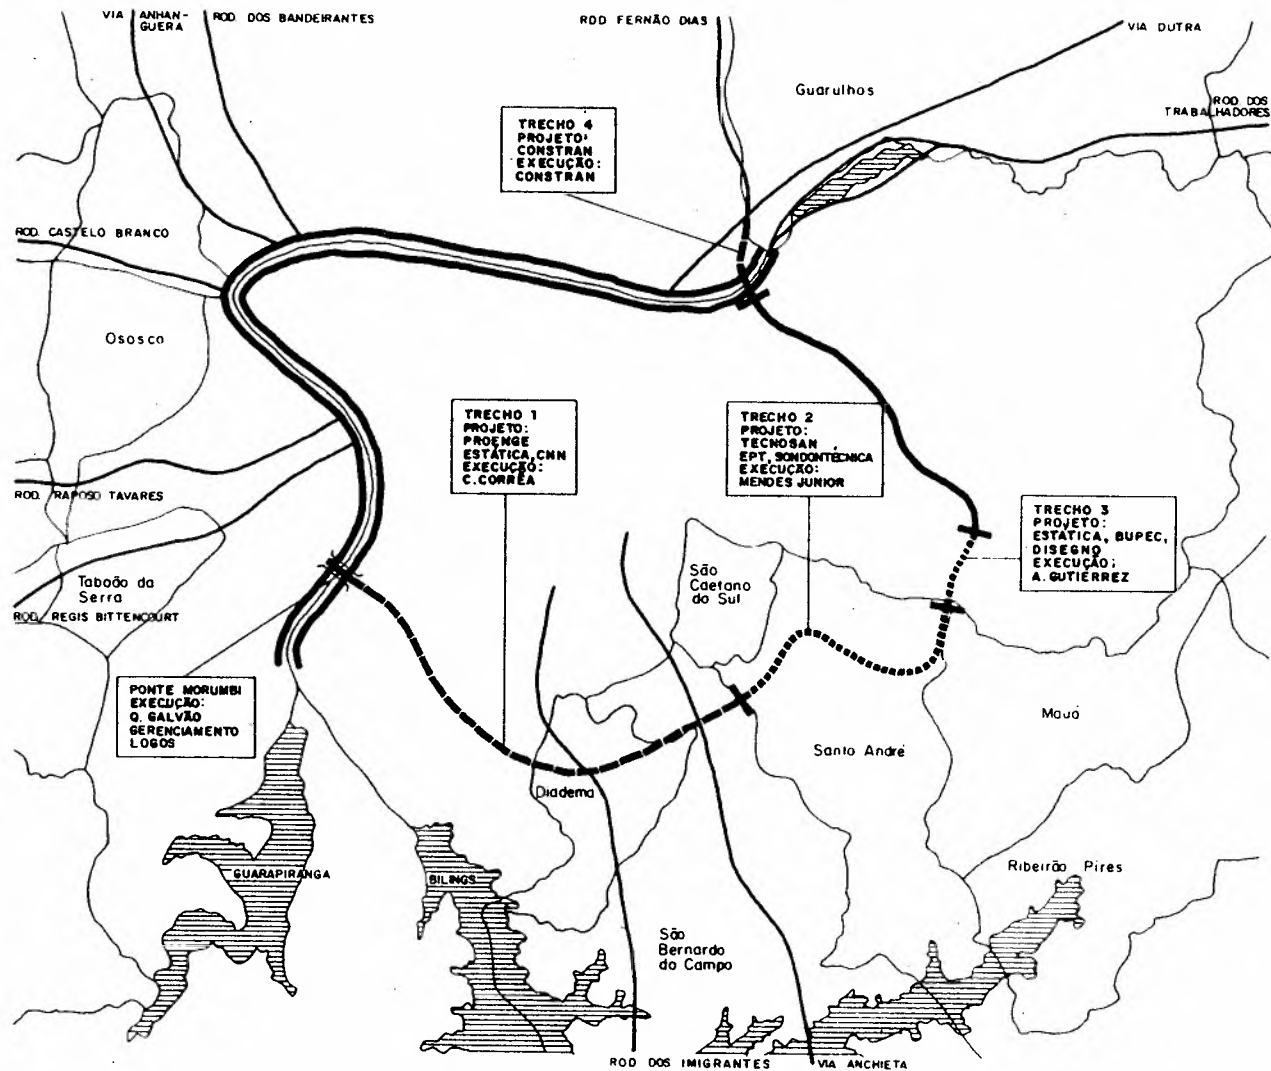 VIA ANHAN-
GUERA
ROD. DOS BANDEIRANTES
ROD FERNÃO DIAS
VIA DUTRA
Guarulhos
ROD. DOS
TRABALHADORES
TRECHO 4
PROJETO:
CONSTRAN
EXECUÇÃO:
CONSTRAN
ROD. CASTELO BRANCO
Ososco
TRECHO 1
PROJETO:
PROENGE
ESTÁTICA, CNN
EXECUÇÃO:
C. CORRÊA
TRECHO 2
PROJETO:
TECNOSAN
EPT, SONDONTÉCNICA
EXECUÇÃO:
MENDES JUNIOR
ROD. RAPOSO TAVARES
TRECHO 3
PROJETO:
ESTÁTICA, BUPEC,
DISEGNO
EXECUÇÃO;
A. GUTIERREZ
São
Caetano
do Sul
Taboão da
Serra
ROD. REGIS BITTENCOURT
PONTE MORUMBI
EXECUÇÃO:
Q. GALVÃO
GERENCIAMENTO
LOGOS
Mauá
Santo André
Diadema
GUARAPIRANGA
BILINGS
Ribeirão Pires
São
Bernardo
do Campo
ROD DOS IMIGRANTES
VIA ANCHIETA